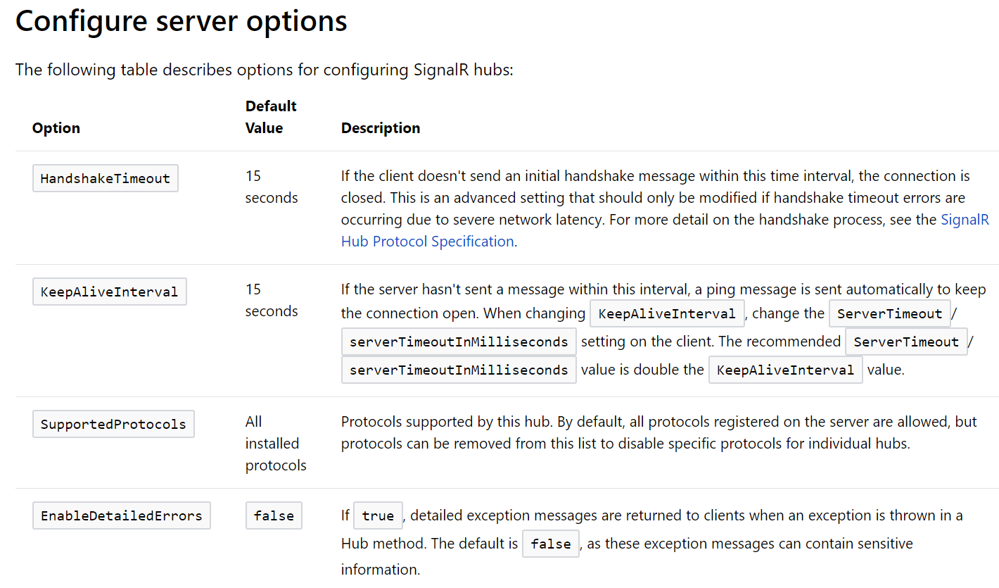 Configure server options
The following table describes options for configuring SignalR hubs:
Default
Option Value Description
HandshakeTimeout 15 If the client doesn't send an initial handshake message within this time interval, the connection is
seconds closed. This is an advanced setting that should only be modified if handshake timeout errors are
occurring due to severe network latency. For more detail on the handshake process, see the SignalR
Hub Protocol Specification.
KeepAliveInterval 15 If the server hasn't sent a message within this interval, a ping message is sent automatically to keep
seconds the connection open. When changing KeepAliveInterval, change the ServerTimeout/
serverTimeoutInMilliseconds setting on the client. The recommended ServerTimeout/
serverTimeoutInMilliseconds value is double the KeepAliveInterval value.
SupportedProtocols All Protocols supported by this hub. By default, all protocols registered on the server are allowed, but
installed protocols can be removed from this list to disable specific protocols for individual hubs.
protocols
EnableDetailedErrors false If true, detailed exception messages are returned to clients when an exception is thrown in a
Hub method. The default is false, as these exception messages can contain sensitive
information.